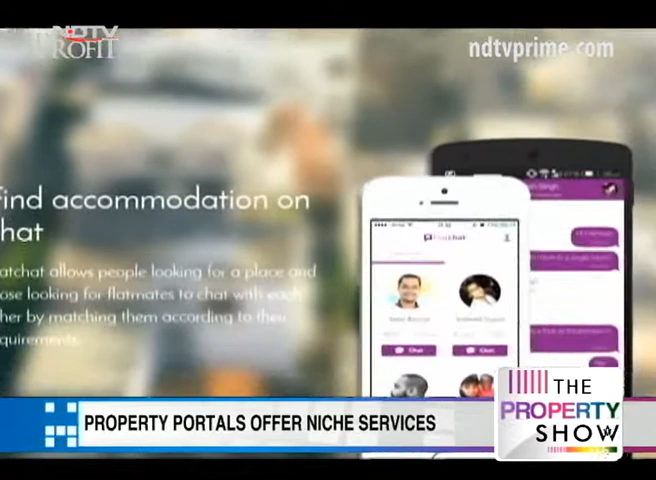 NDTV
PROFIT
ndtvprime.com
ind accommodation on
hat
atchat allows people looking for a place and
ose looking for flatmates to chat with each
her by matching them according to their
quirements.
Chat
Chat
THE
PROPERTY
SHOW
PROPERTY PORTALS OFFER NICHE SERVICES